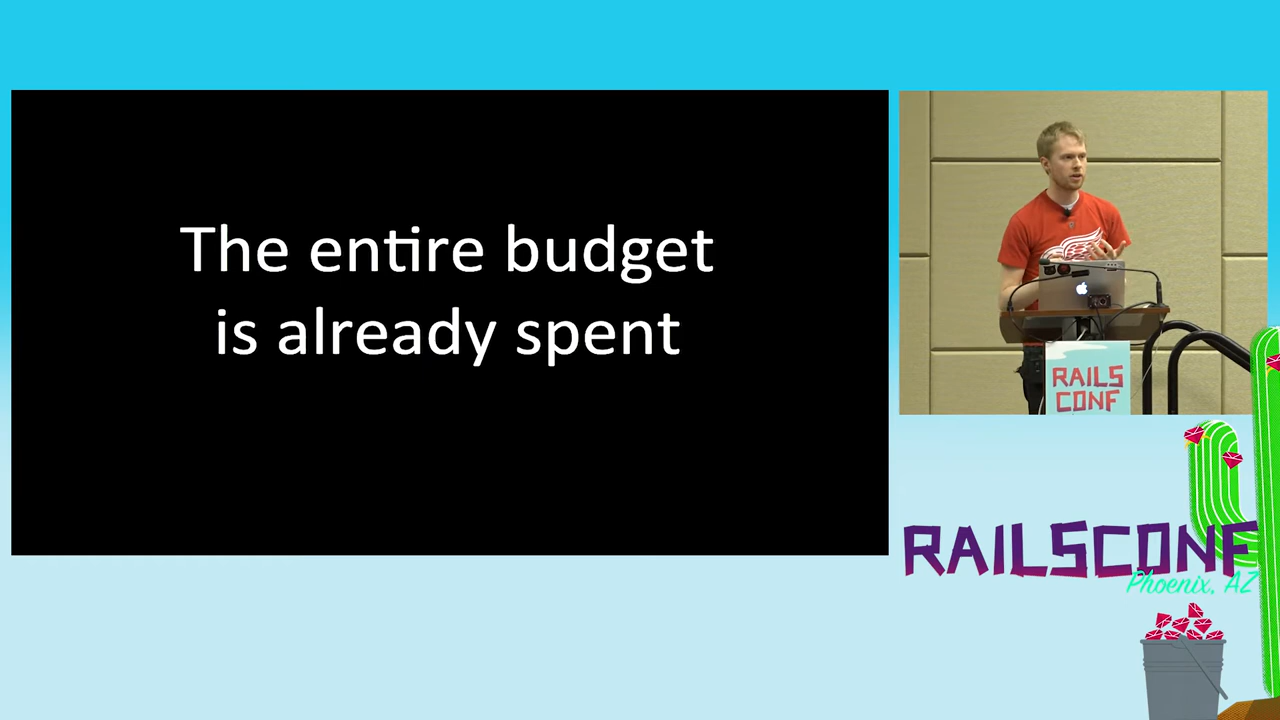 The entire budget
is already spent
RAILS
CONF
RAILSCONF
Phoenix, AZ